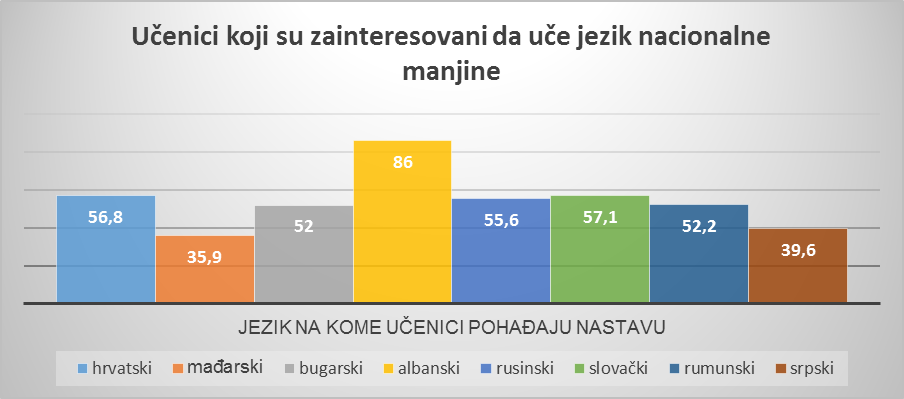 Učenici koji su zainteresovani da uče jezik nacionalne
manjine
56,8
35,9
52
86
55,6
57,1
52,2
39,6
JEZIK NA KOME UČENICI POHAĐAJU NASTAVU
hrvatski mađarski bugarski albanski rusinski slovački rumunski srpski